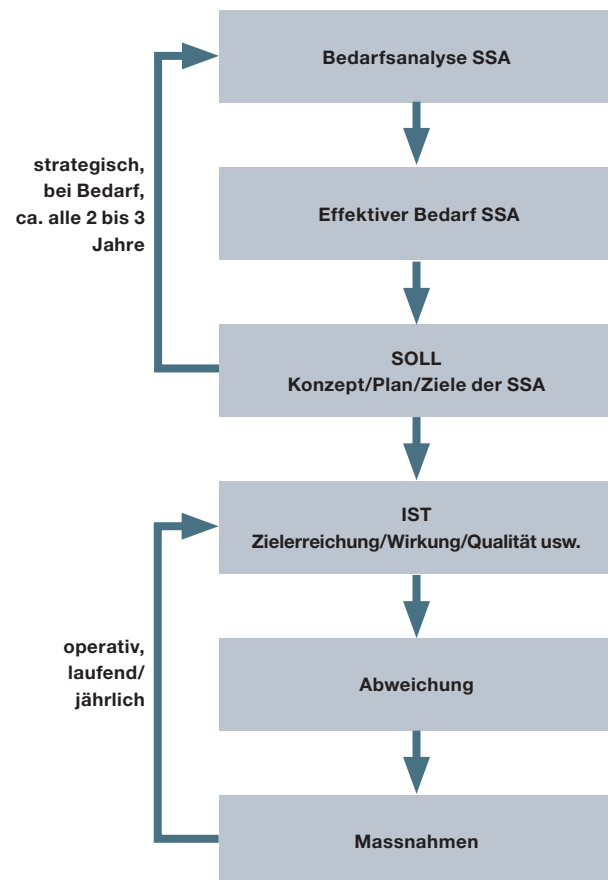 Bedarfsanalyse SSA
strategisch,
bei Bedarf,
ca. alle 2 bis 3
Jahre
Effektiver Bedarf SSA
SOLL
Konzept/Plan/Ziele der SSA
IST
Zielerreichung/Wirkung/Qualität usw.
operativ,
laufend/
jährlich
Abweichung
Massnahmen